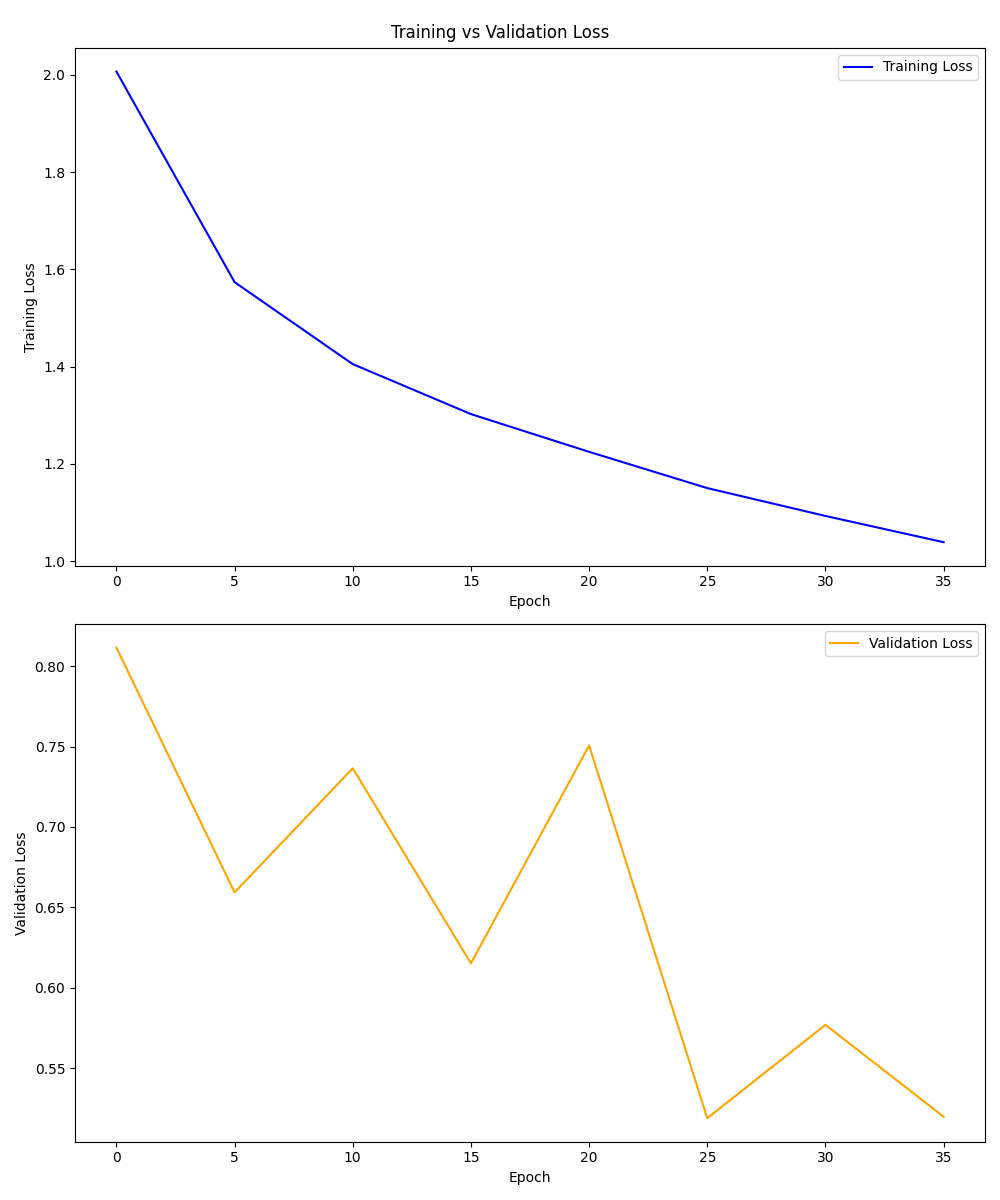 Training vs Validation Loss
Training Loss
2.0
1.8
1.6
1.4
1.2
1.0
Training Loss
0 5 10 15 20 25 30 35
Epoch
Validation Loss
0.80
0.75
0.70
0.65
0.60
0.55
Validation Loss
0 5 10 15 20 25 30 35
Epoch